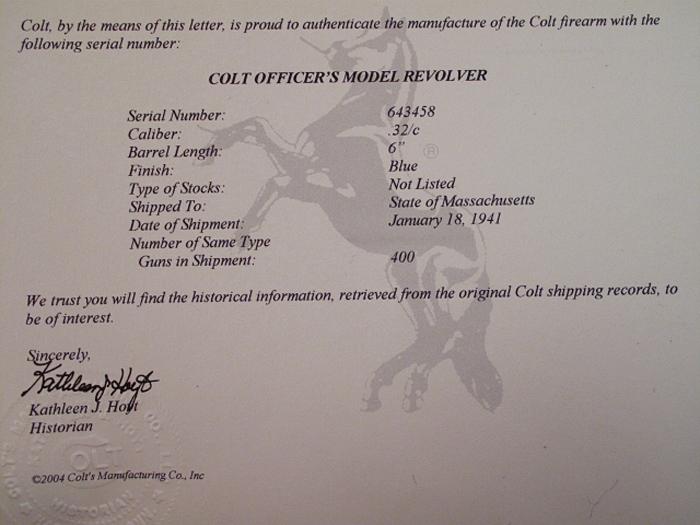 Colt, by the means of this letter, is proud to authenticate the manufacture of the Colt firearm with the
following serial number:
COLT OFFICER'S MODEL REVOLVER
Serial Number: 643458
Caliber: .32/c
Barrel Length: 6"
Finish: Blue
Type of Stocks: Not Listed
Shipped To: State of Massachusetts
Date of Shipment: January 18, 1941
Number of Same Type
Guns in Shipment: 400
®
We trust you will find the historical information, retrieved from the original Colt shipping records, to
be of interest.
Sincerely,
Kathleen J. Hoyt
Kathleen J. Hoyt
Historian
COLT
HISTORIAN
©2004 Colt's Manufacturing Co., Inc